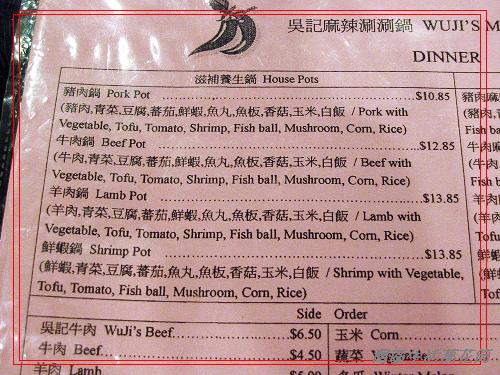 吳記麻辣涮涮鍋 WUJI'S
DINNER
滋補養生鍋 House Pots
豬肉鍋 Pork Pot ........ $10.85
(豬肉,青菜,豆腐,蕃茄,鮮蝦,魚丸,魚板,香菇,玉米,白飯 / Pork with
Vegetable, Tofu, Tomato, Shrimp, Fish ball, Mushroom, Corn, Rice)
牛肉鍋 Beef Pot ........ $12.85
(牛肉,青菜,豆腐,蕃茄,鮮蝦,魚丸,魚板,香菇,玉米,白飯 / Beef with
Vegetable, Tofu, Tomato, Shrimp, Fish ball, Mushroom, Corn, Rice)
羊肉鍋 Lamb Pot ........ $13.85
(羊肉,青菜,豆腐,蕃茄,鮮蝦,魚丸,魚板,香菇,玉米,白飯 / Lamb with
Vegetable, Tofu, Tomato, Shrimp, Fish ball, Mushroom, Corn, Rice)
鮮蝦鍋 Shrimp Pot ........ $13.85
(鮮蝦,青菜,豆腐,蕃茄,魚丸,魚板,香菇,玉米,白飯 / Shrimp with Vegetable,
Tofu, Tomato, Fish ball, Mushroom, Corn, Rice)
Side Order
吳記牛肉 WuJi's Beef ........ $6.50
玉米 Corn
牛肉 Beef ........ $4.50
蔬菜
羊肉 Lamb